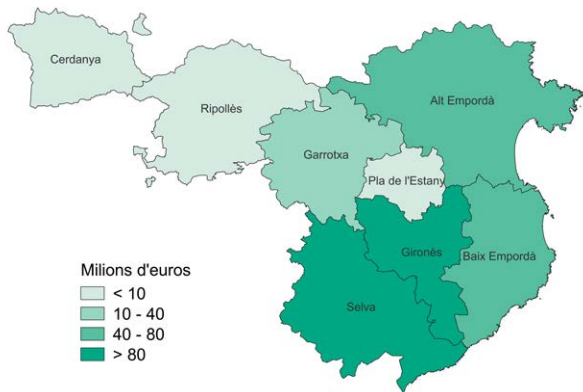 Cerdanya
Ripollès
Alt Empordà
Garrotxa
Pla de l'Estany
Gironès
Baix Empordà
Selva
Milions d'euros
< 10
10 - 40
40 - 80
> 80